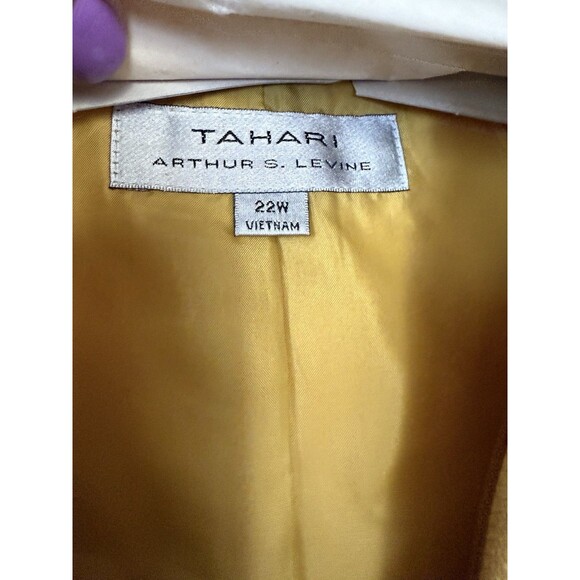 TAHARI
ARTHUR S. LEVINE
22W
VIETNAM